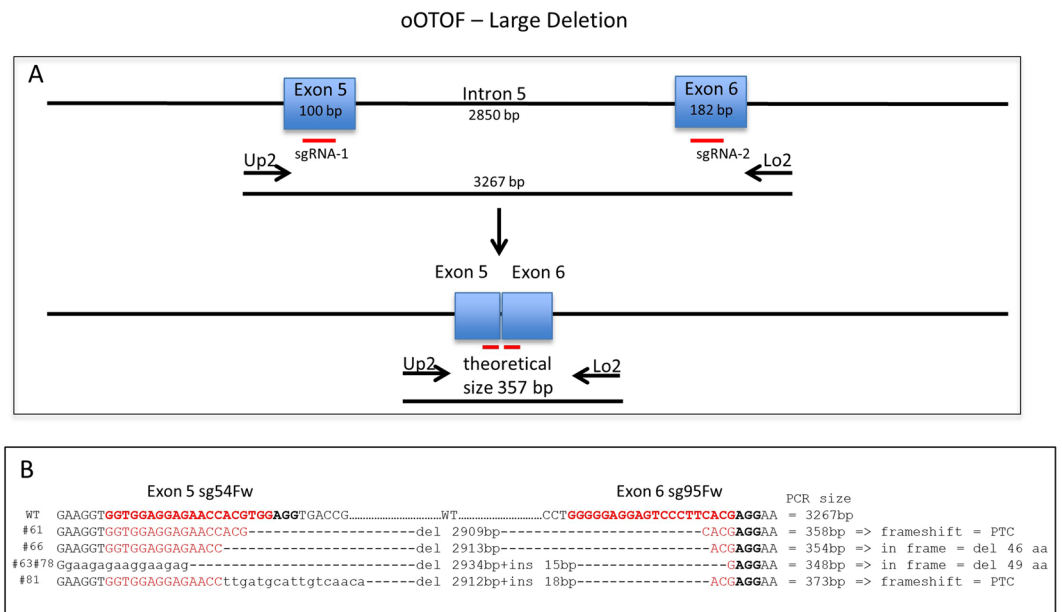 oOTOF – Large Deletion
A
Exon 5
100 bp
Intron 5
2850 bp
Exon 6
182 bp
sgRNA-1
sgRNA-2
Up2
Lo2
3267 bp
Exon 5
Exon 6
Up2
theoretical
size 357 bp
Lo2
B
Exon 5 sg54Fw
Exon 6 sg95Fw
PCR size
WT GAAGGTGGTGGAGGAGAACCACGTGGAGGTGACCG......................WT....................CCTGGGGGAGGAGTCCCTTCACGAGGAA = 3267bp
#61 GAAGGTGGTGGAGGAGAACCACG---------------------del 2909bp--------------------------CACGAGGAA = 358bp => frameshift = PTC
#66 GAAGGTGGTGGAGGAGAACC------------------------del 2913bp---------------------------ACGAGGAA = 354bp => in frame = del 46 aa
#63#78 Ggaagagaaggaagag-----------------------------del 2934bp+ins 15bp-------------------GAGGAA = 348bp => in frame = del 49 aa
#81 GAAGGTGGTGGAGGAGAACCttgatgcattgtcaaca-------del 2912bp+ins 18bp-----------------ACGAGGAA = 373bp => frameshift = PTC